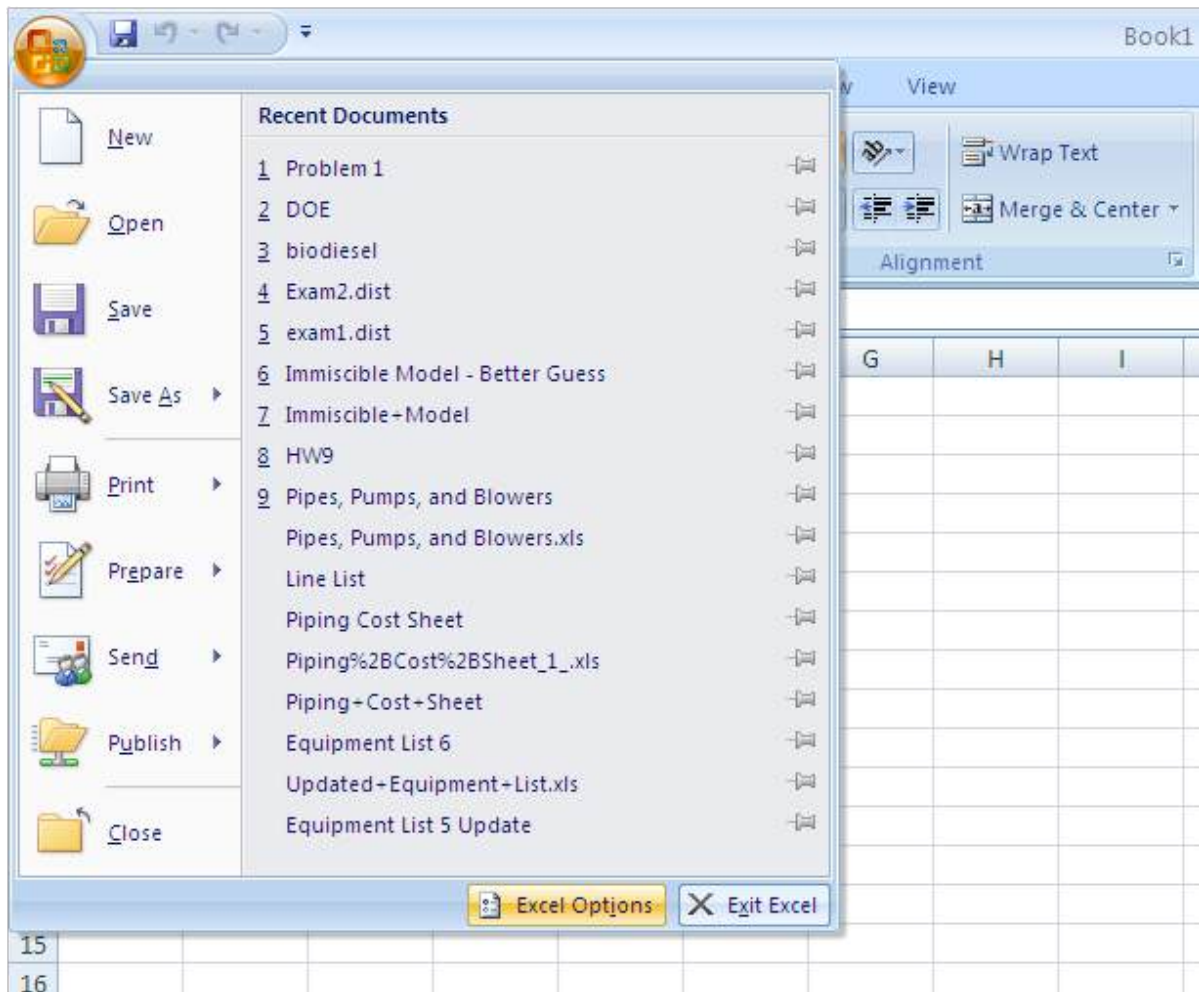 Book1
View
New
Open
Save
Save As
Print
Prepare
Send
Publish
Close
Recent Documents
1 Problem 1
2 DOE
3 biodiesel
4 Exam2.dist
5 exam1.dist
6 Immiscible Model - Better Guess
7 Immiscible+Model
8 HW9
9 Pipes, Pumps, and Blowers
Pipes, Pumps, and Blowers.xls
Line List
Piping Cost Sheet
Piping%2BCost%2BSheet_1_.xls
Piping+Cost+Sheet
Equipment List 6
Updated+Equipment+List.xls
Equipment List 5 Update
Excel Options
Exit Excel
Wrap Text
Merge & Center
Alignment
G H I
15
16